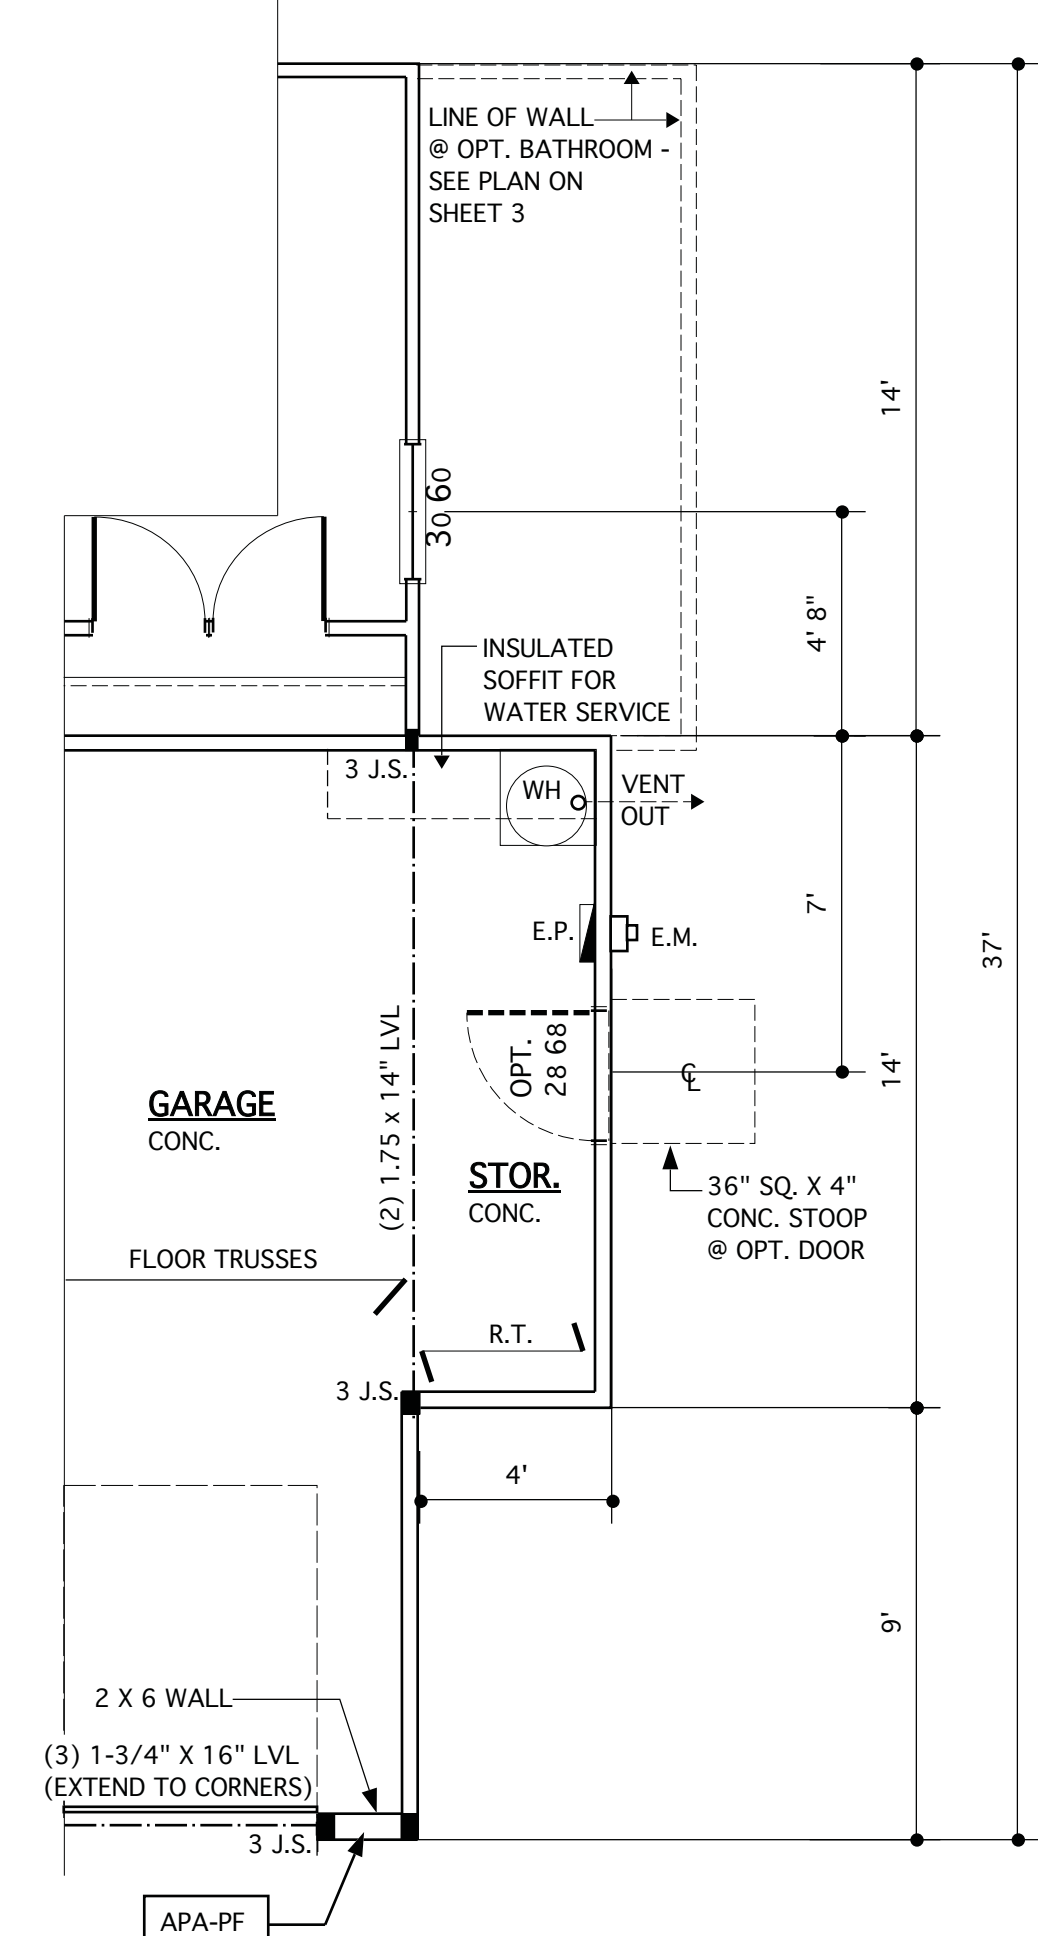 LINE OF WALL
@ OPT. BATHROOM -
SEE PLAN ON
SHEET 3
14'
30 60
4' 8"
INSULATED
SOFFIT FOR
WATER SERVICE
3 J.S.
WH
VENT
OUT
7'
E.P.
E.M.
37'
OPT.
28 68
℄
14'
(2) 1.75 x 14" LVL
GARAGE
CONC.
STOR.
CONC.
36" SQ. X 4"
CONC. STOOP
@ OPT. DOOR
FLOOR TRUSSES
R.T.
3 J.S.
4'
9'
2 X 6 WALL
(3) 1-3/4" X 16" LVL
(EXTEND TO CORNERS)
3 J.S.
APA-PF